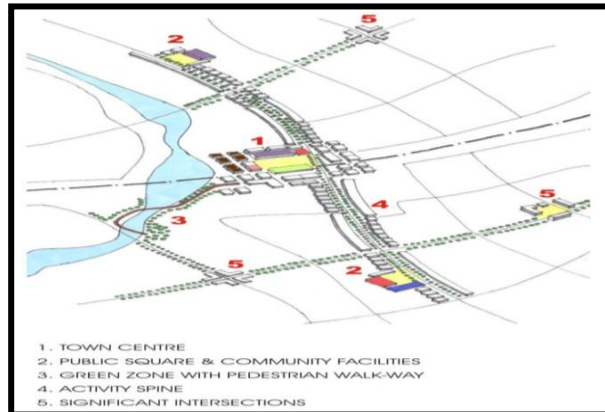 2
5
1
5
4
3
5
2
1. TOWN CENTRE
2. PUBLIC SQUARE & COMMUNITY FACILITIES
3. GREEN ZONE WITH PEDESTRIAN WALK-WAY
4. ACTIVITY SPINE
5. SIGNIFICANT INTERSECTIONS